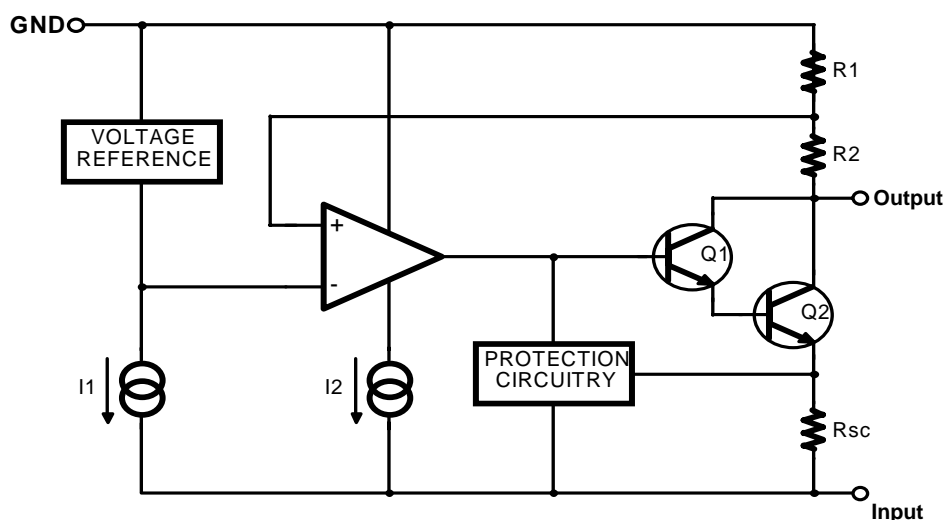 GND
R1
VOLTAGE
REFERENCE
R2
Output
+
Q1
-
Q2
PROTECTION
CIRCUITRY
I1
I2
Rsc
Input